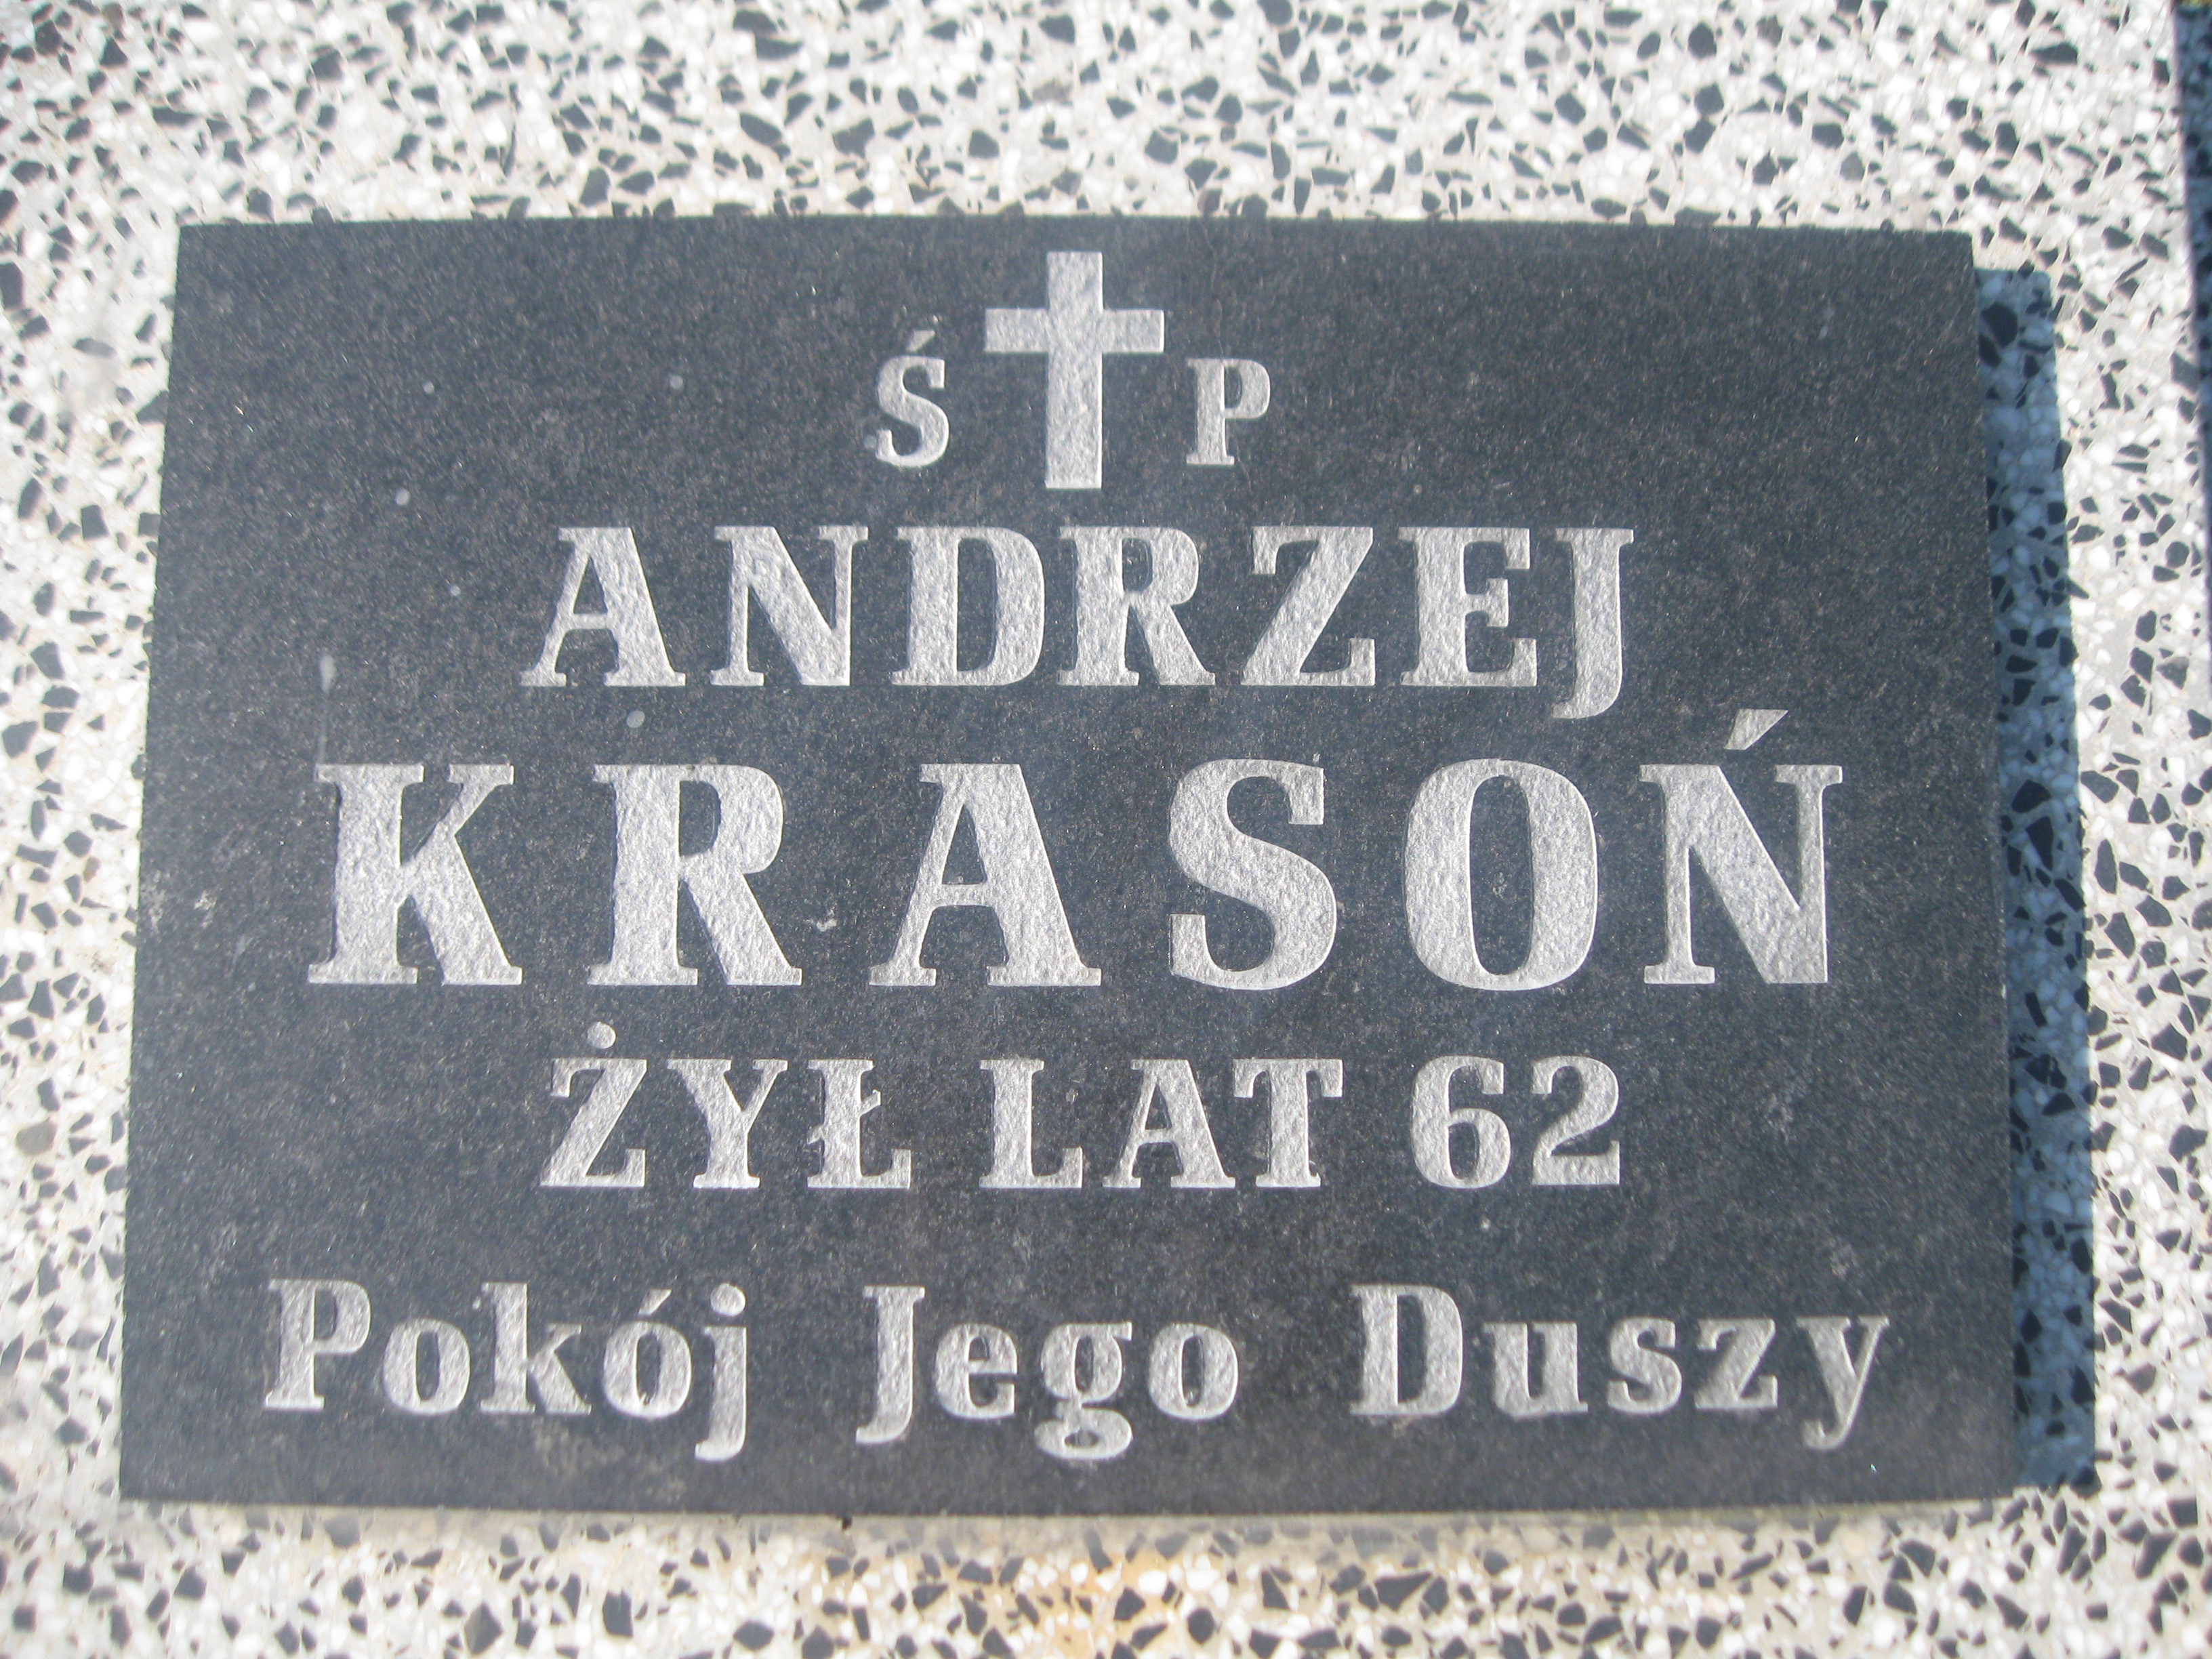 Ś P
ANDRZEJ
KRASOŃ
ŻYŁ LAT 62
Pokój Jego Duszy